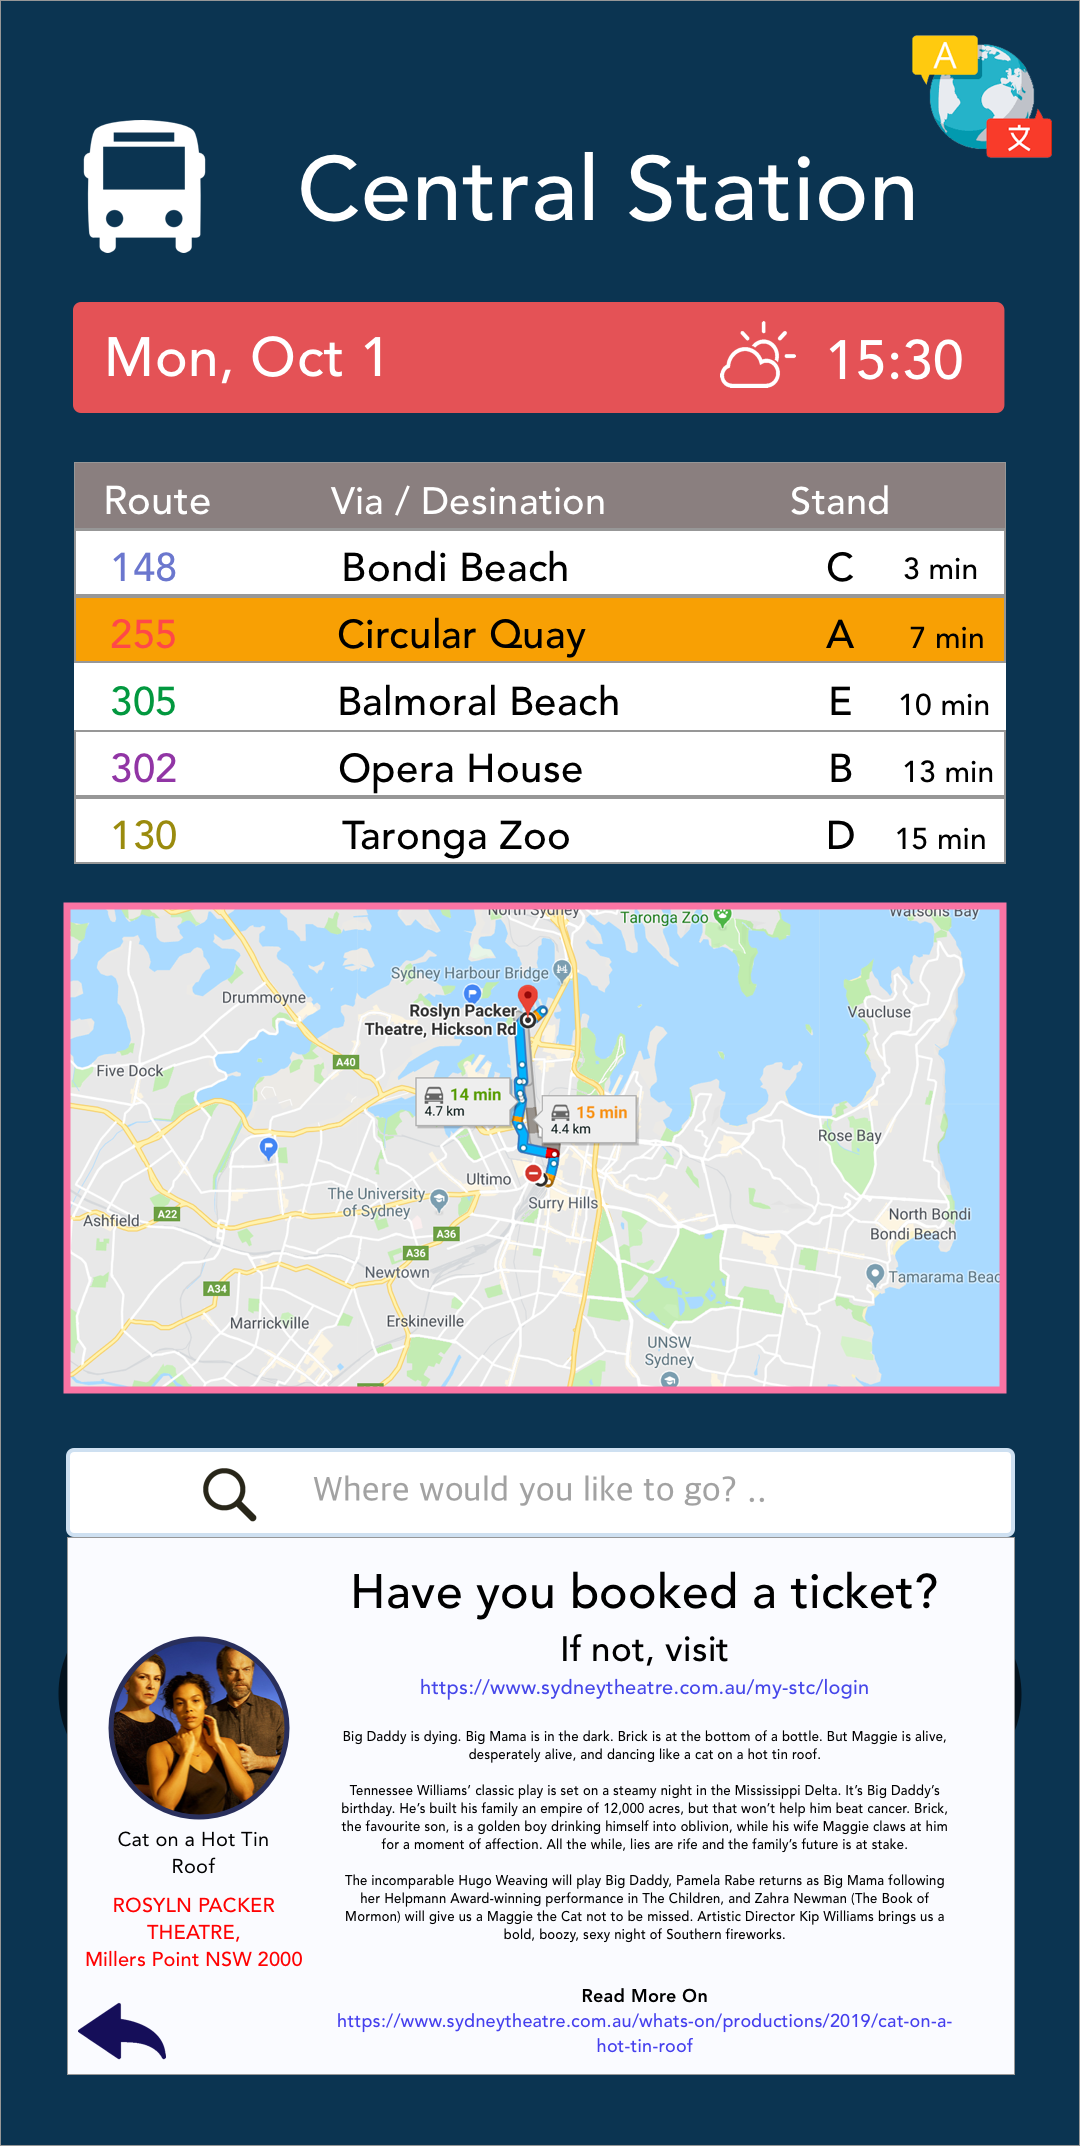 A
文
Central Station
Mon, Oct 1
15:30
Route Via / Desination Stand
148 Bondi Beach C 3 min
255 Circular Quay A 7 min
305 Balmoral Beach E 10 min
302 Opera House B 13 min
130 Taronga Zoo D 15 min
North Sydney
Taronga Zoo
Watsons Bay
Sydney Harbour Bridge
Drummoyne
Roslyn Packer
Theatre, Hickson Rd
Vaucluse
A40
Five Dock
14 min
4.7 km
15 min
4.4 km
Rose Bay
Ultimo
The University
of Sydney
Surry Hills
Ashfield
A22
North Bondi
Bondi Beach
A36
A36
Newtown
Tamarama Beac
A34
Marrickville
Erskineville
UNSW
Sydney
Where would you like to go? ..
Have you booked a ticket?
If not, visit
https://www.sydneytheatre.com.au/my-stc/login
Big Daddy is dying. Big Mama is in the dark. Brick is at the bottom of a bottle. But Maggie is alive,
desperately alive, and dancing like a cat on a hot tin roof.
Tennessee Williams’ classic play is set on a steamy night in the Mississippi Delta. It’s Big Daddy’s
birthday. He’s built his family an empire of 12,000 acres, but that won’t help him beat cancer. Brick,
the favourite son, is a golden boy drinking himself into oblivion, while his wife Maggie claws at him
for a moment of affection. All the while, lies are rife and the family’s future is at stake.
The incomparable Hugo Weaving will play Big Daddy, Pamela Rabe returns as Big Mama following
her Helpmann Award-winning performance in The Children, and Zahra Newman (The Book of
Mormon) will give us a Maggie the Cat not to be missed. Artistic Director Kip Williams brings us a
bold, boozy, sexy night of Southern fireworks.
Cat on a Hot Tin
Roof
ROSYLN PACKER
THEATRE,
Millers Point NSW 2000
Read More On
https://www.sydneytheatre.com.au/whats-on/productions/2019/cat-on-a-
hot-tin-roof